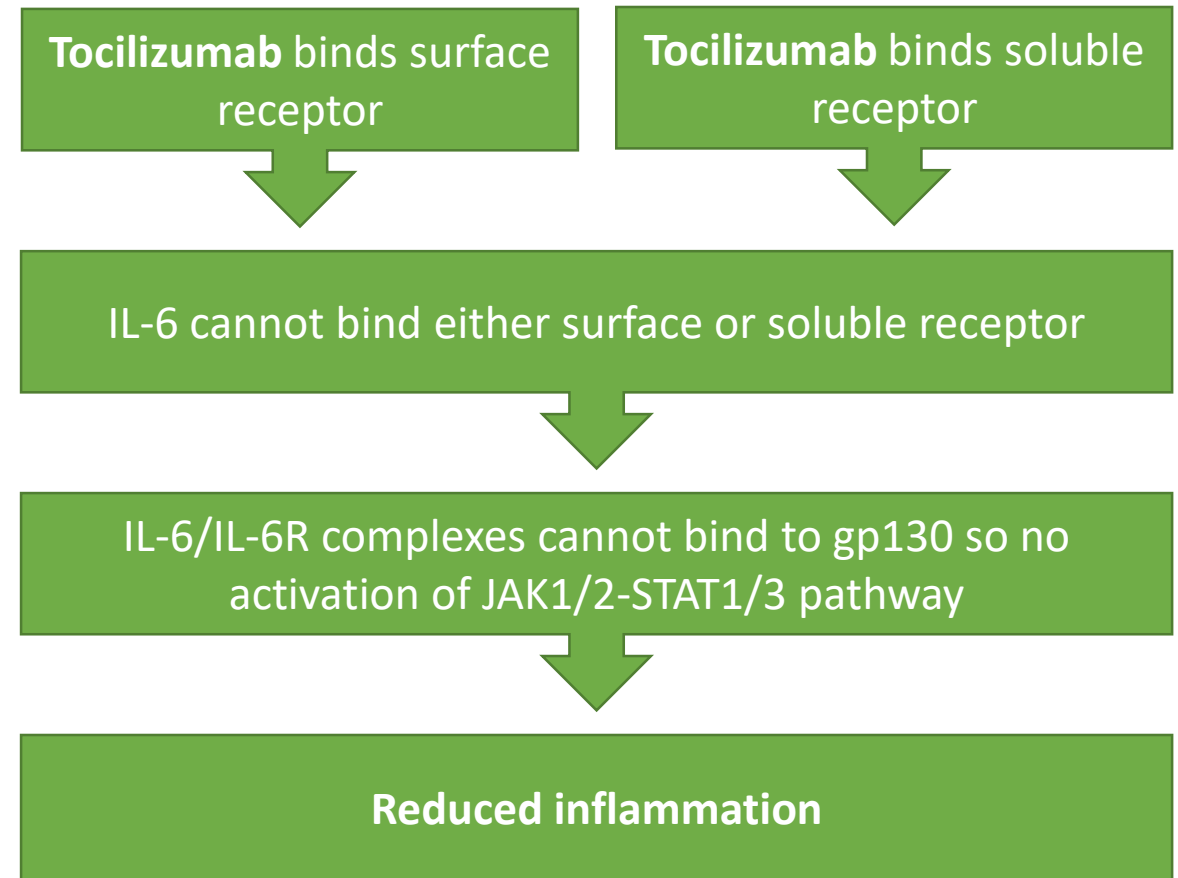 Tocilizumab binds surface
receptor
Tocilizumab binds soluble
receptor
IL-6 cannot bind either surface or soluble receptor
IL-6/IL-6R complexes cannot bind to gp130 so no
activation of JAK1/2-STAT1/3 pathway
Reduced inflammation